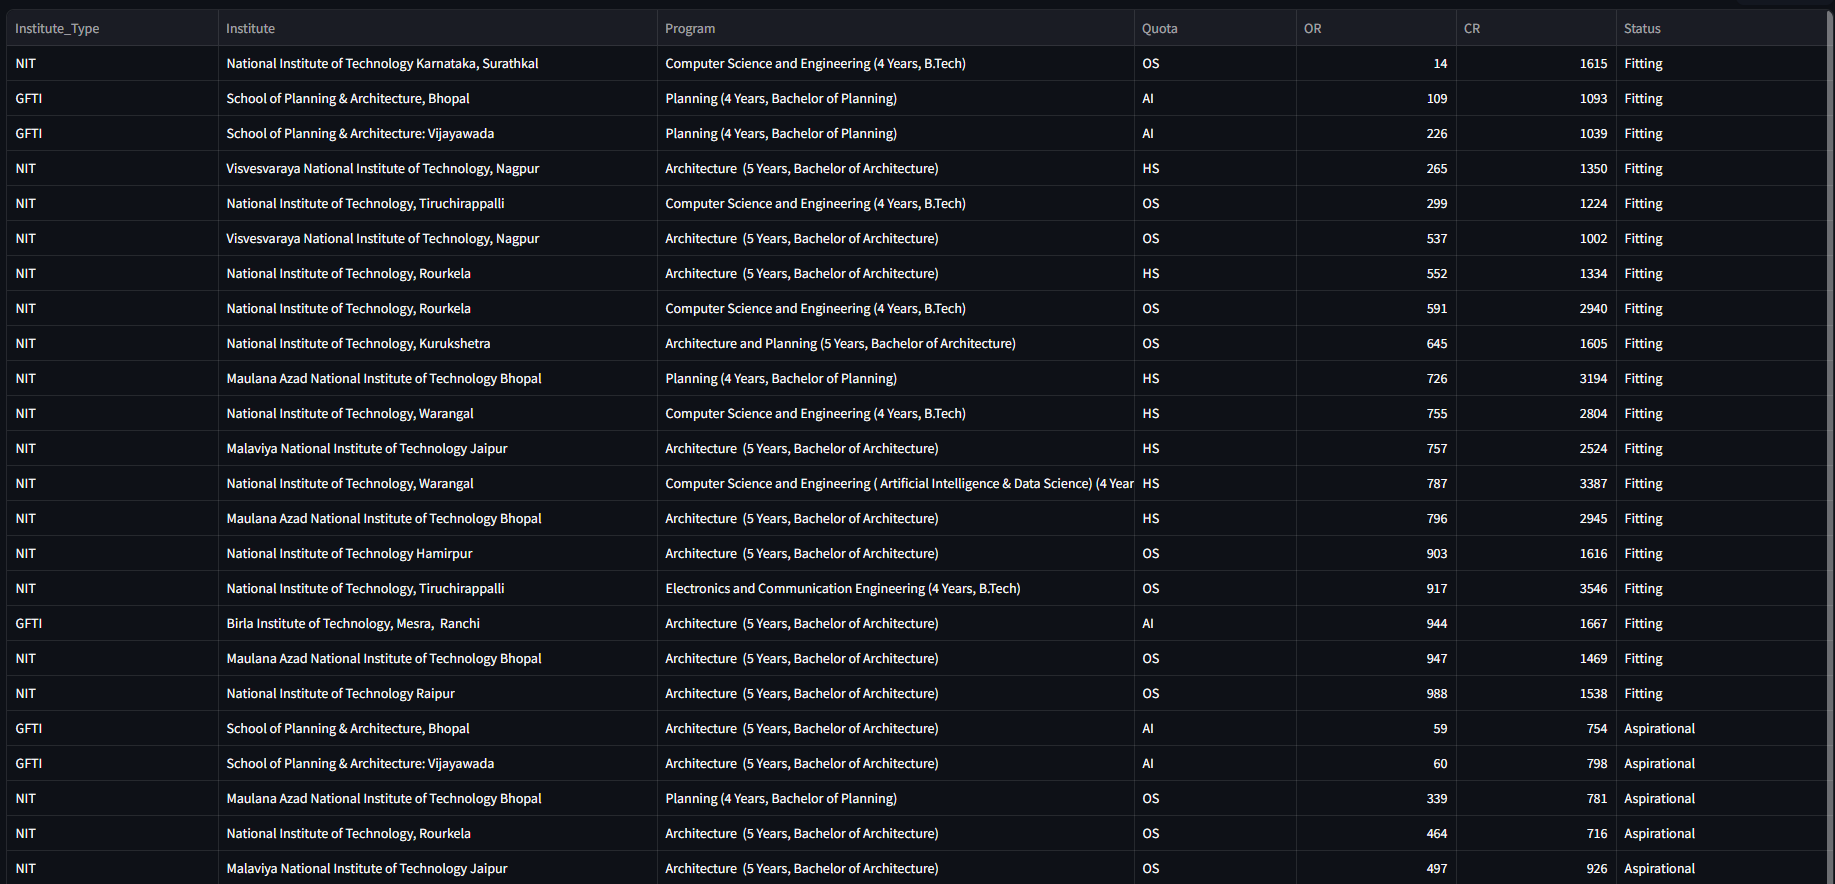 Institute_Type Institute Program Quota OR CR Status
NIT National Institute of Technology Karnataka, Surathkal Computer Science and Engineering (4 Years, B.Tech) OS 14 1615 Fitting
GFTI School of Planning & Architecture, Bhopal Planning (4 Years, Bachelor of Planning) AI 109 1093 Fitting
GFTI School of Planning & Architecture: Vijayawada Planning (4 Years, Bachelor of Planning) AI 226 1039 Fitting
NIT Visvesvaraya National Institute of Technology, Nagpur Architecture (5 Years, Bachelor of Architecture) HS 265 1350 Fitting
NIT National Institute of Technology, Tiruchirappalli Computer Science and Engineering (4 Years, B.Tech) OS 299 1224 Fitting
NIT Visvesvaraya National Institute of Technology, Nagpur Architecture (5 Years, Bachelor of Architecture) OS 537 1002 Fitting
NIT National Institute of Technology, Rourkela Architecture (5 Years, Bachelor of Architecture) HS 552 1334 Fitting
NIT National Institute of Technology, Rourkela Computer Science and Engineering (4 Years, B.Tech) OS 591 2940 Fitting
NIT National Institute of Technology, Kurukshetra Architecture and Planning (5 Years, Bachelor of Architecture) OS 645 1605 Fitting
NIT Maulana Azad National Institute of Technology Bhopal Planning (4 Years, Bachelor of Planning) HS 726 3194 Fitting
NIT National Institute of Technology, Warangal Computer Science and Engineering (4 Years, B.Tech) HS 755 2804 Fitting
NIT Malaviya National Institute of Technology Jaipur Architecture (5 Years, Bachelor of Architecture) HS 757 2524 Fitting
NIT National Institute of Technology, Warangal Computer Science and Engineering ( Artificial Intelligence & Data Science) (4 Year HS 787 3387 Fitting
NIT Maulana Azad National Institute of Technology Bhopal Architecture (5 Years, Bachelor of Architecture) HS 796 2945 Fitting
NIT National Institute of Technology Hamirpur Architecture (5 Years, Bachelor of Architecture) OS 903 1616 Fitting
NIT National Institute of Technology, Tiruchirappalli Electronics and Communication Engineering (4 Years, B.Tech) OS 917 3546 Fitting
GFTI Birla Institute of Technology, Mesra, Ranchi Architecture (5 Years, Bachelor of Architecture) AI 944 1667 Fitting
NIT Maulana Azad National Institute of Technology Bhopal Architecture (5 Years, Bachelor of Architecture) OS 947 1469 Fitting
NIT National Institute of Technology Raipur Architecture (5 Years, Bachelor of Architecture) OS 988 1538 Fitting
GFTI School of Planning & Architecture, Bhopal Architecture (5 Years, Bachelor of Architecture) AI 59 754 Aspirational
GFTI School of Planning & Architecture: Vijayawada Architecture (5 Years, Bachelor of Architecture) AI 60 798 Aspirational
NIT Maulana Azad National Institute of Technology Bhopal Planning (4 Years, Bachelor of Planning) OS 339 781 Aspirational
NIT National Institute of Technology, Rourkela Architecture (5 Years, Bachelor of Architecture) OS 464 716 Aspirational
NIT Malaviya National Institute of Technology Jaipur Architecture (5 Years, Bachelor of Architecture) OS 497 926 Aspirational